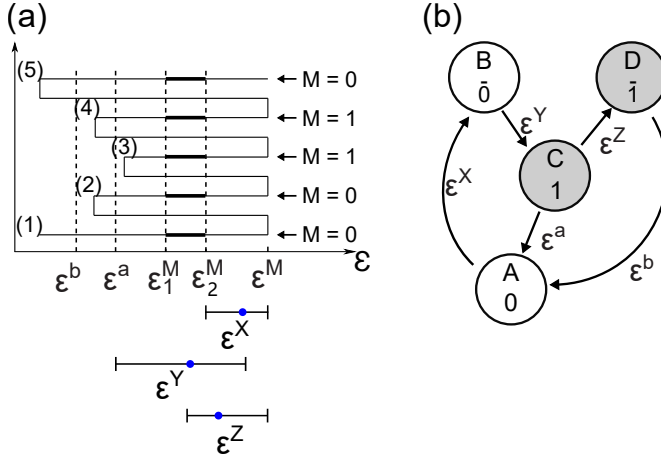 (a)
(5)
M = 0
(4)
M = 1
(3)
M = 1
(2)
M = 0
(1)
M = 0
ε
εᵇ εᵃ ε₁ᴹ ε₂ᴹ εᴹ
εˣ
εʸ
εᶻ
(b)
B
0̄
D
1̄
εʸ
εᶻ
C
1
εˣ
εᵃ
εᵇ
A
0